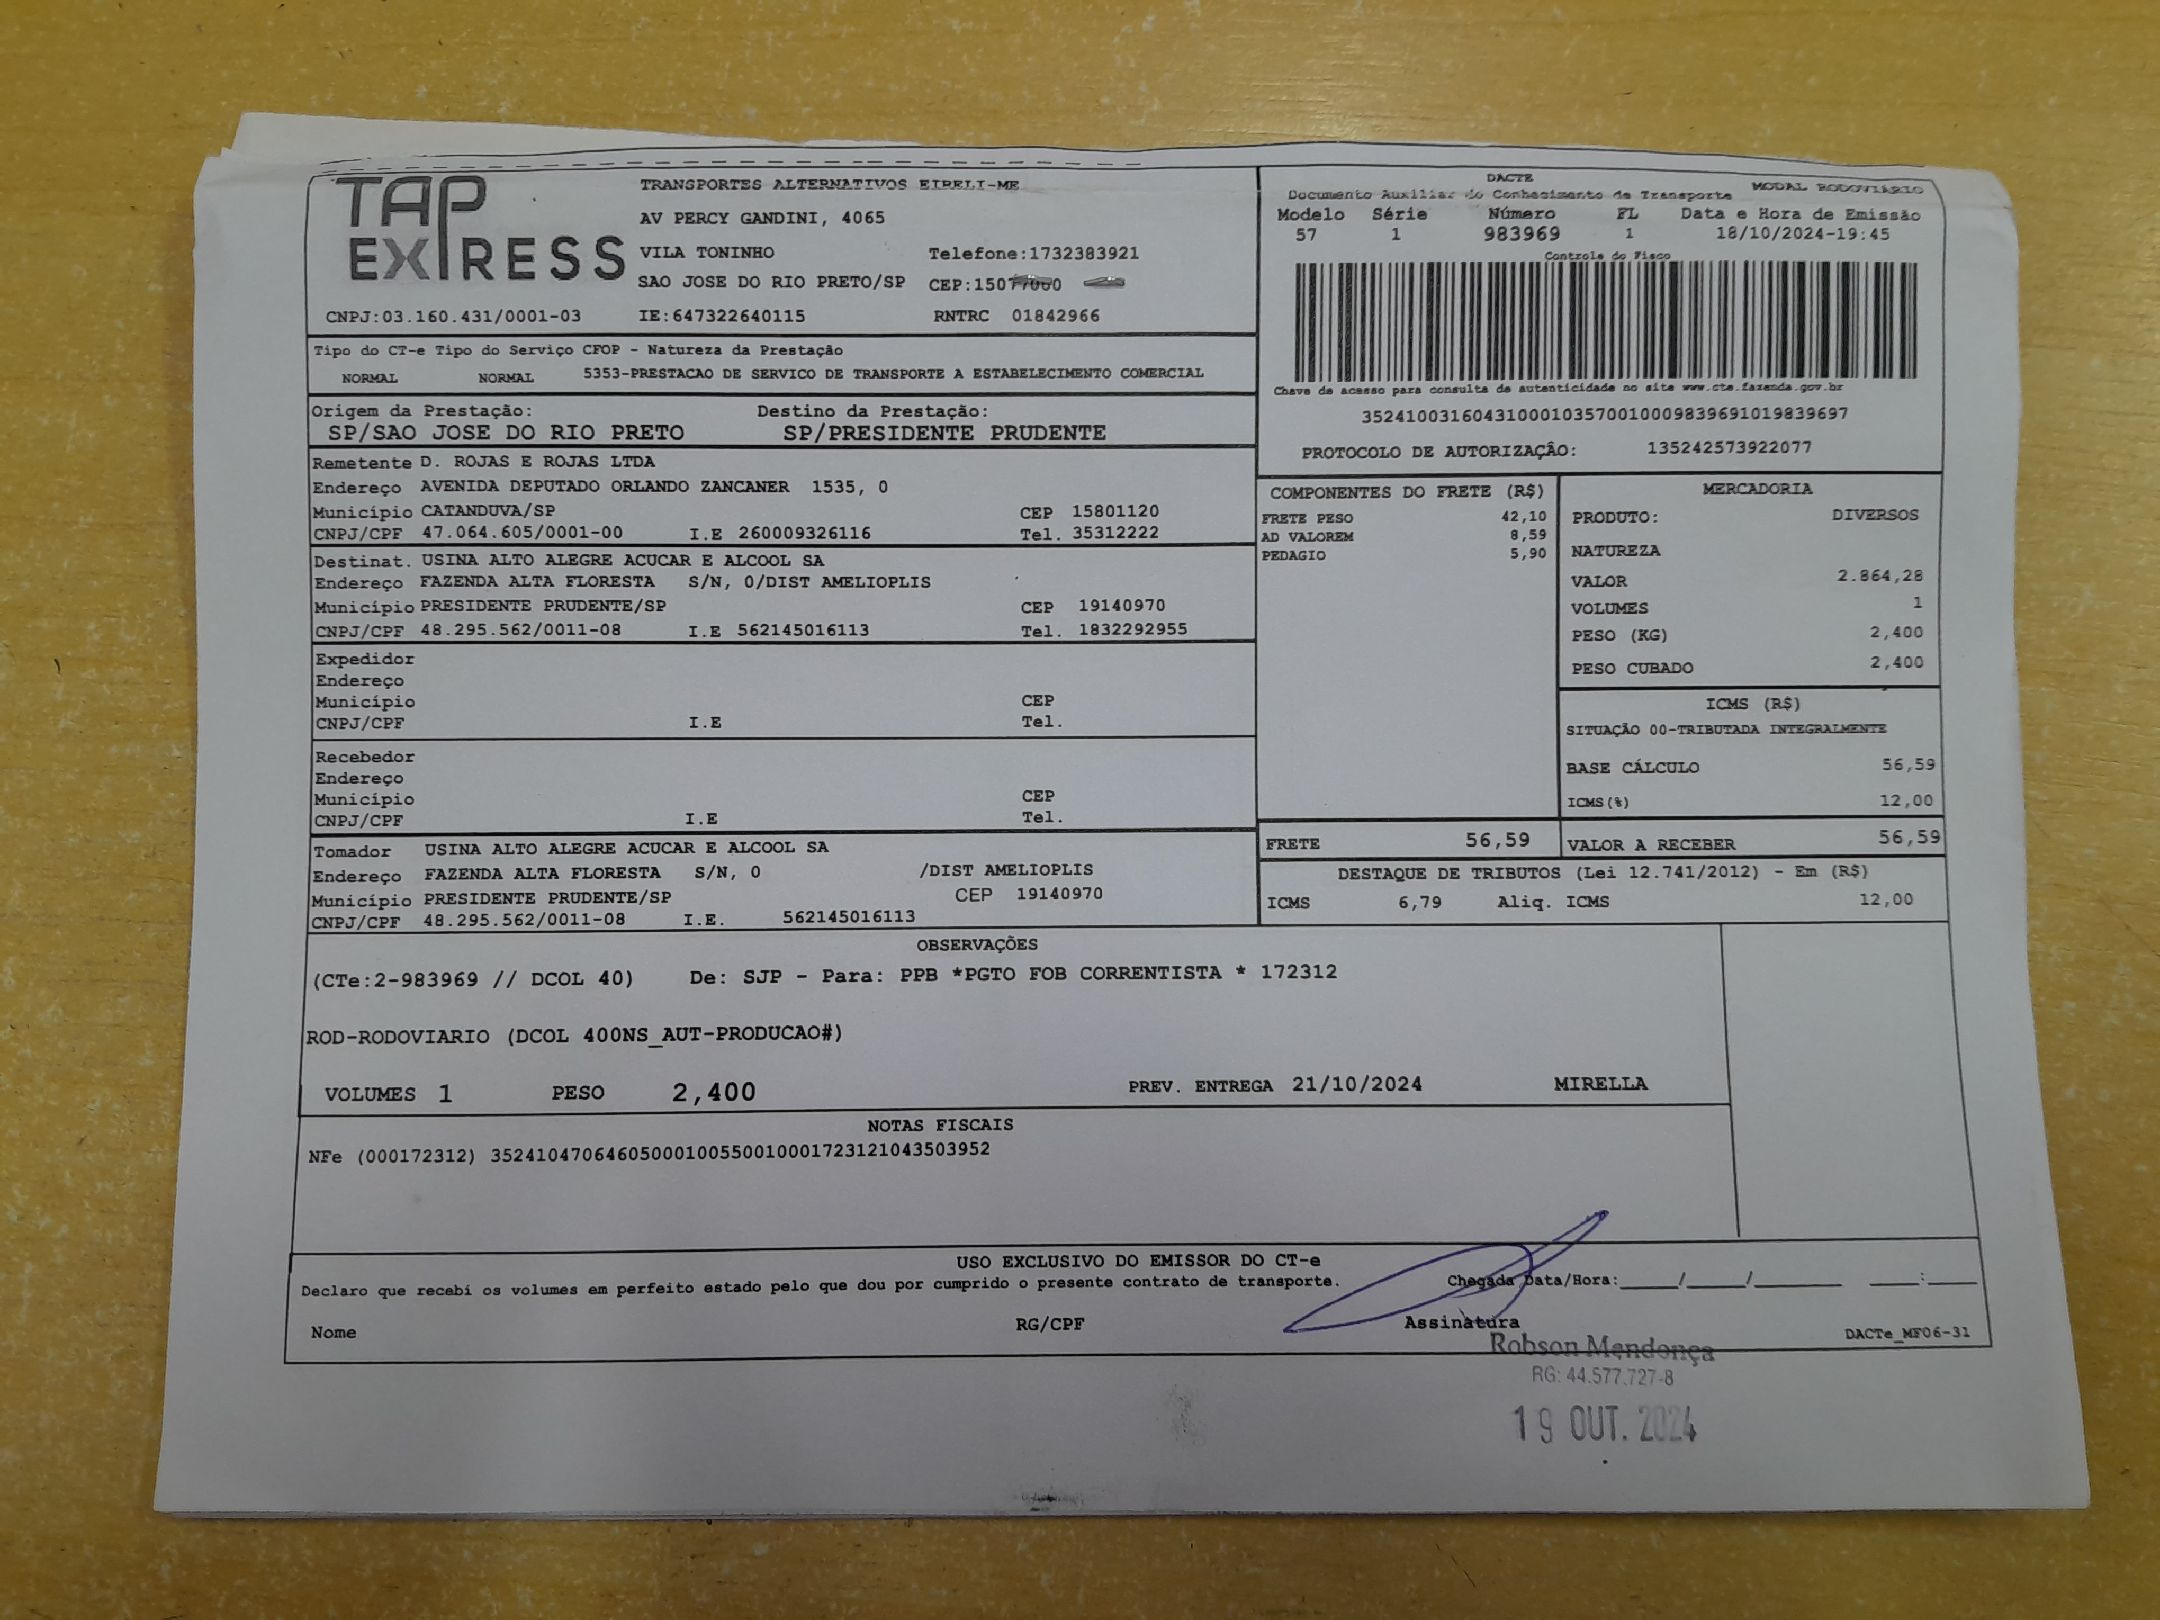 TAP EXPRESS
TRANSPORTES ALTERNATIVOS EIRELI-ME
AV PERCY GANDINI, 4065
VILA TONINHO Telefone:1732383921
SAO JOSE DO RIO PRETO/SP CEP:
CNPJ:03.160.431/0001-03 IE:647322640115 RNTRC 01842966
DACTE
Documento Auxiliar do Conhecimento de Transporte MODAL RODOVIÁRIO
Modelo Série Número FL Data e Hora de Emissão
57 1 983969 1 18/10/2024-19:45
Controle do Fisco
Chave de acesso para consulta de autenticidade no site www.cte.fazenda.gov.br
35241003160431000103570010009839691019839697
PROTOCOLO DE AUTORIZAÇÂO: 135242573922077
Tipo do CT-e Tipo do Serviço CFOP - Natureza da Prestação
NORMAL NORMAL 5353-PRESTACAO DE SERVICO DE TRANSPORTE A ESTABELECIMENTO COMERCIAL
Origem da Prestação: Destino da Prestação:
SP/SAO JOSE DO RIO PRETO SP/PRESIDENTE PRUDENTE
Remetente D. ROJAS E ROJAS LTDA
Endereço AVENIDA DEPUTADO ORLANDO ZANCANER 1535, 0
Município CATANDUVA/SP CEP 15801120
CNPJ/CPF 47.064.605/0001-00 I.E 260009326116 Tel. 35312222
Destinat. USINA ALTO ALEGRE ACUCAR E ALCOOL SA
Endereço FAZENDA ALTA FLORESTA S/N, 0/DIST AMELIOPLIS
Município PRESIDENTE PRUDENTE/SP CEP 19140970
CNPJ/CPF 48.295.562/0011-08 I.E 562145016113 Tel. 1832292955
Expedidor
Endereço
Município CEP
CNPJ/CPF I.E Tel.
Recebedor
Endereço
Município CEP
CNPJ/CPF I.E Tel.
Tomador USINA ALTO ALEGRE ACUCAR E ALCOOL SA
Endereço FAZENDA ALTA FLORESTA S/N, 0 /DIST AMELIOPLIS
Município PRESIDENTE PRUDENTE/SP CEP 19140970
CNPJ/CPF 48.295.562/0011-08 I.E. 562145016113
COMPONENTES DO FRETE (R$)
FRETE PESO 42,10
AD VALOREM 8,59
PEDAGIO 5,90
MERCADORIA
PRODUTO: DIVERSOS
NATUREZA
VALOR 2.864,28
VOLUMES 1
PESO (KG) 2,400
PESO CUBADO 2,400
ICMS (R$)
SITUAÇÃO 00-TRIBUTADA INTEGRALMENTE
BASE CÁLCULO 56,59
ICMS(%) 12,00
FRETE 56,59 VALOR A RECEBER 56,59
DESTAQUE DE TRIBUTOS (Lei 12.741/2012) - Em (R$)
ICMS 6,79 Aliq. ICMS 12,00
OBSERVAÇÕES
(CTe:2-983969 // DCOL 40) De: SJP - Para: PPB *PGTO FOB CORRENTISTA * 172312
ROD-RODOVIARIO (DCOL 400NS_AUT-PRODUCAO#)
VOLUMES 1 PESO 2,400 PREV. ENTREGA 21/10/2024 MIRELLA
NOTAS FISCAIS
NFe (000172312) 35241047064605000100550010001723121043503952
USO EXCLUSIVO DO EMISSOR DO CT-e
Declaro que recebi os volumes em perfeito estado pelo que dou por cumprido o presente contrato de transporte. Chegada Data/Hora:____/____/______ ___:___
Nome RG/CPF Assinatura DACTe_MF06-31
Robson Mendonça
RG: 44.577.727-8
19 OUT. 2024